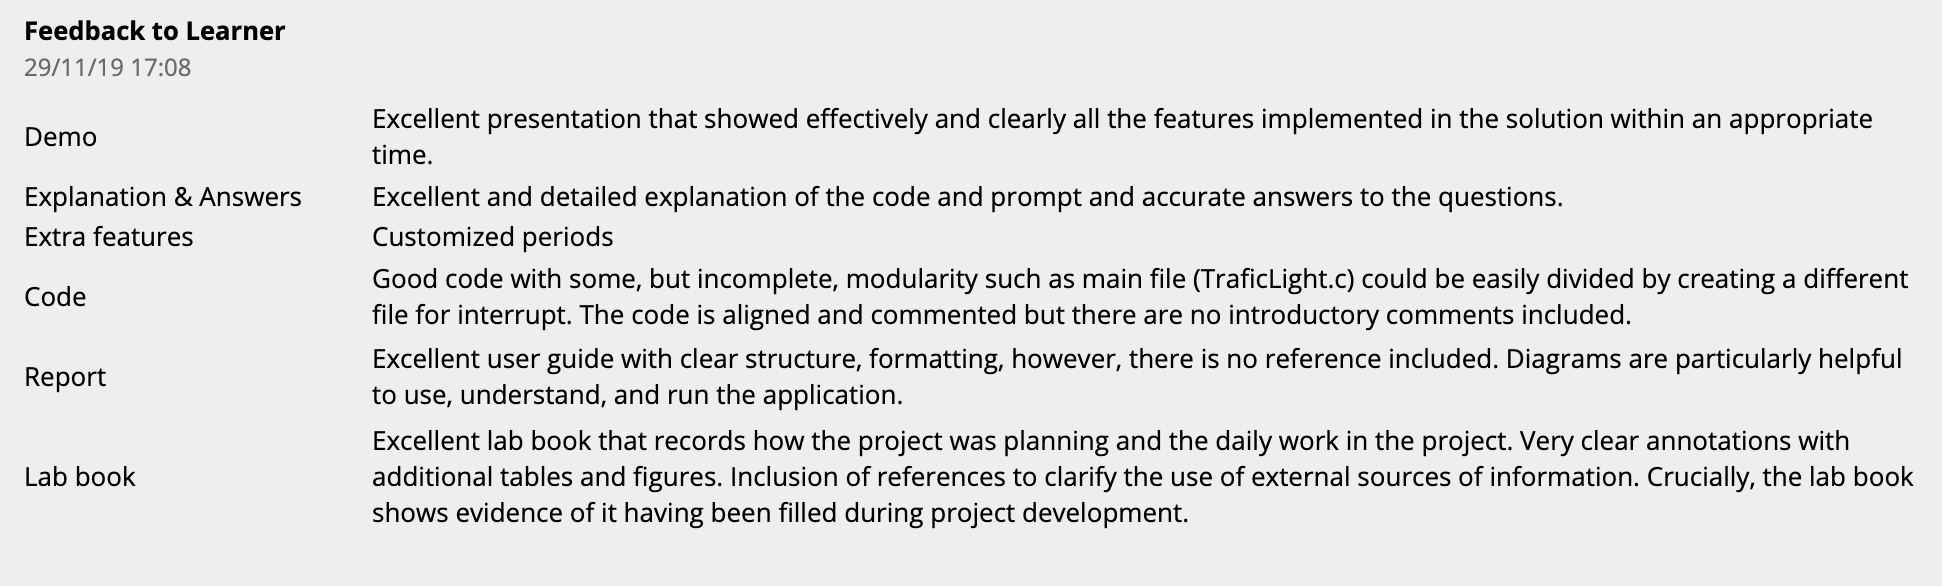 Feedback to Learner
29/11/19 17:08
Demo
Excellent presentation that showed effectively and clearly all the features implemented in the solution within an appropriate
time.
Explanation & Answers
Excellent and detailed explanation of the code and prompt and accurate answers to the questions.
Extra features
Customized periods
Code
Good code with some, but incomplete, modularity such as main file (TraficLight.c) could be easily divided by creating a different
file for interrupt. The code is aligned and commented but there are no introductory comments included.
Report
Excellent user guide with clear structure, formatting, however, there is no reference included. Diagrams are particularly helpful
to use, understand, and run the application.
Lab book
Excellent lab book that records how the project was planning and the daily work in the project. Very clear annotations with
additional tables and figures. Inclusion of references to clarify the use of external sources of information. Crucially, the lab book
shows evidence of it having been filled during project development.